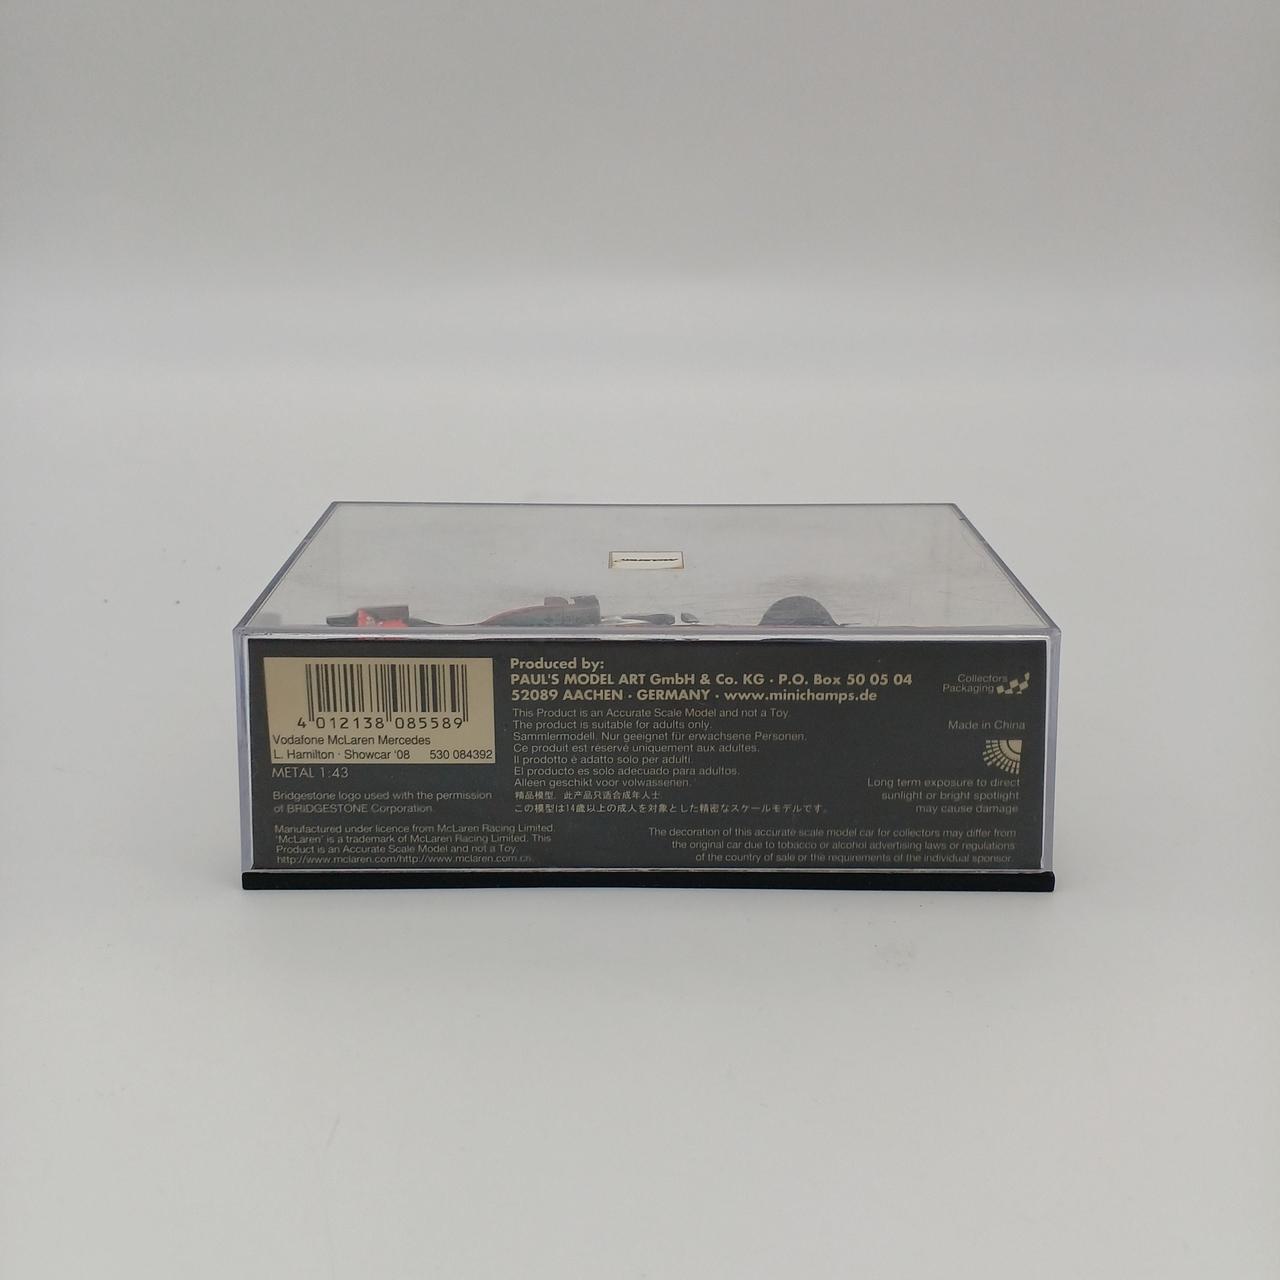 4 012138 085589
Vodafone McLaren Mercedes
L. Hamilton · Showcar '08 530 084392
METAL 1:43
Bridgestone logo used with the permission
of BRIDGESTONE Corporation.
Manufactured under licence from McLaren Racing Limited.
'McLaren' is a trademark of McLaren Racing Limited. This
Product is an Accurate Scale Model and not a Toy.
http://www.mclaren.com/http://www.mclaren.com.cn.
Produced by:
PAUL'S MODEL ART GmbH & Co. KG · P.O. Box 50 05 04
52089 AACHEN · GERMANY · www.minichamps.de
This Product is an Accurate Scale Model and not a Toy.
The product is suitable for adults only.
Sammlermodell. Nur geeignet für erwachsene Personen.
Ce produit est réservé uniquement aux adultes.
Il prodotto è adatto solo per adulti.
El producto es solo adecuado para adultos.
Alleen geschikt voor volwassenen.
精品模型, 此产品只适合成年人士.
この模型は14歳以上の成人を対象とした精密なスケールモデルです。
Collectors
Packaging
Made in China
Long term exposure to direct
sunlight or bright spotlight
may cause damage
The decoration of this accurate scale model car for collectors may differ from
the original car due to tobacco or alcohol advertising laws or regulations
of the country of sale or the requirements of the individual sponsor.